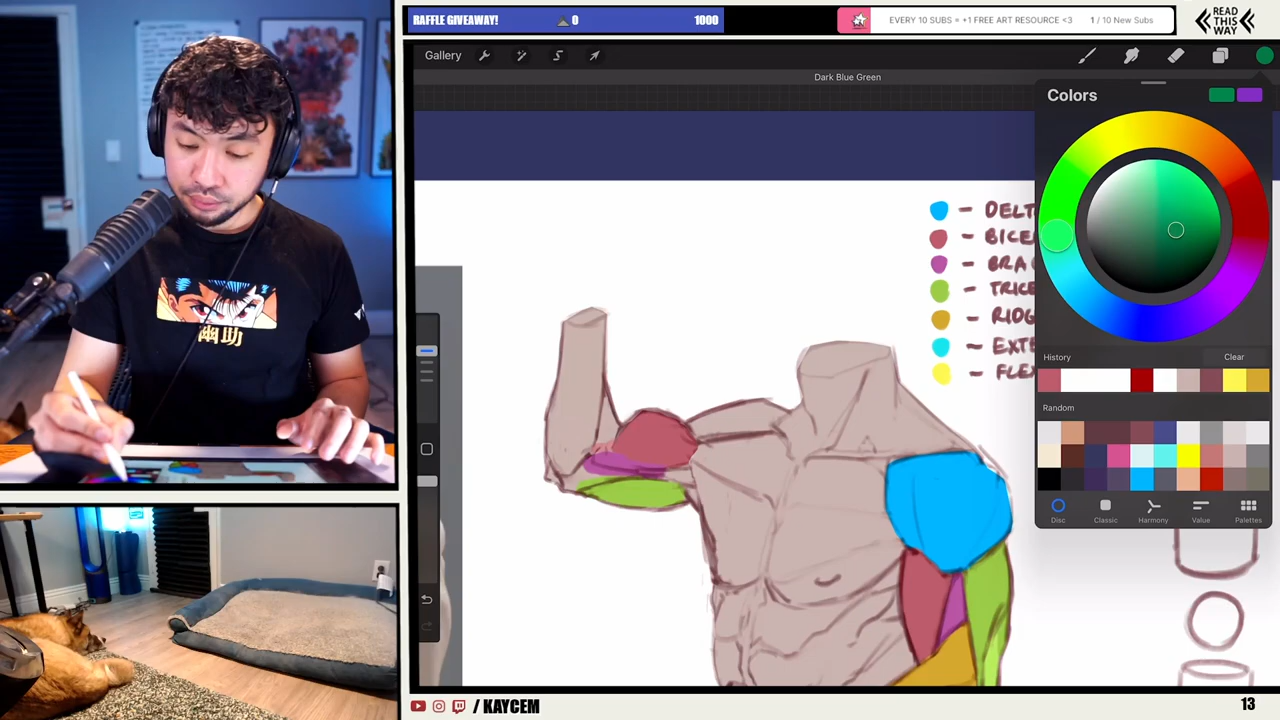 RAFFLE GIVEAWAY!
0
1000
EVERY 10 SUBS = +1 FREE ART RESOURCE <3
1 / 10 New Subs
READ
THIS
WAY
Gallery
Dark Blue Green
Colors
History
Clear
Random
Disc
Classic
Harmony
Value
Palettes
- DELT
- BICE
- BRA
- TRICE
- RIDG
- EXTE
- FLE
幽助
/ KAYCEM
13